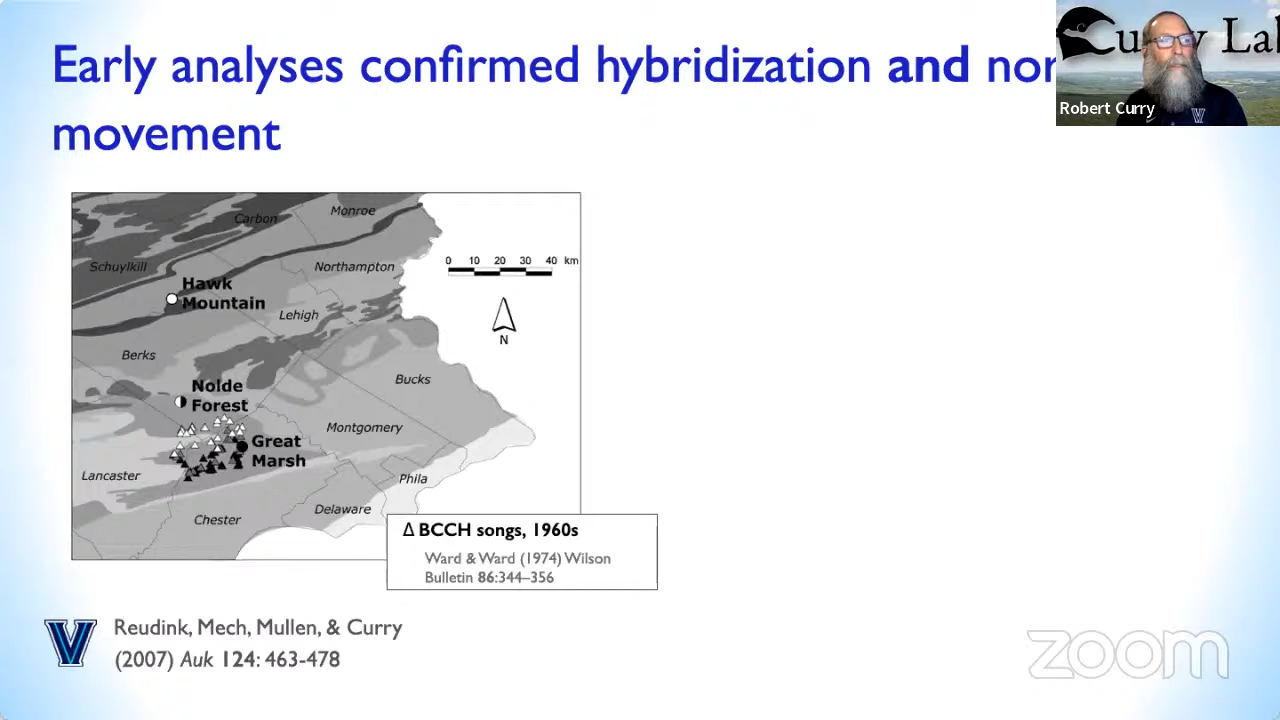 Early analyses confirmed hybridization and nor
movement
Curry Lab
Robert Curry
Carbon
Monroe
Schuylkill
Northampton
Hawk
Mountain
Lehigh
0 10 20 30 40 km
N
Berks
Nolde
Forest
Bucks
Great
Marsh
Montgomery
Lancaster
Phila
Chester
Delaware
Δ BCCH songs, 1960s
Ward & Ward (1974) Wilson
Bulletin 86:344–356
V
Reudink, Mech, Mullen, & Curry
(2007) Auk 124: 463-478
zoom